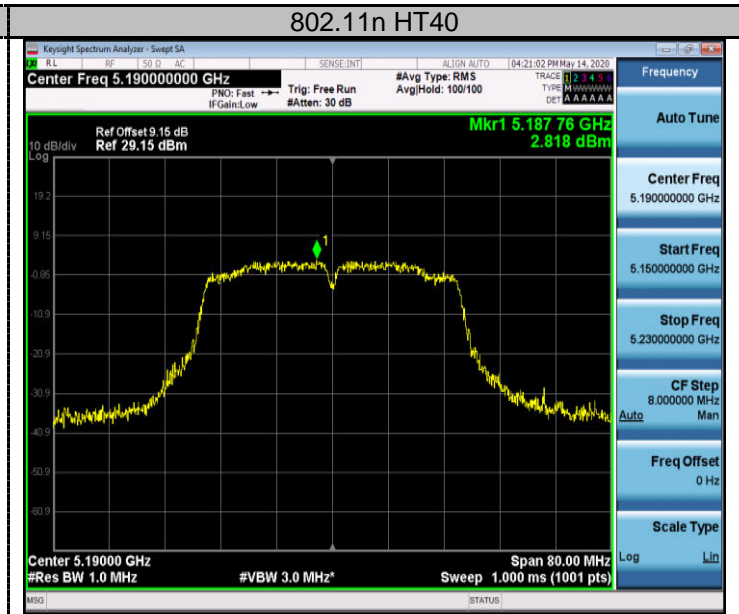 802.11n HT40
Keysight Spectrum Analyzer - Swept SA
RL RF 50 Ω AC SENSE:INT ALIGN AUTO 04:21:02 PM May 14, 2020
Center Freq 5.190000000 GHz
PNO: Fast
IFGain:Low
Trig: Free Run
#Atten: 30 dB
#Avg Type: RMS
Avg|Hold: 100/100
TRACE 1 2 3 4 5 6
TYPE M WWWWW
DET A A A A A A
Ref Offset 9.15 dB
10 dB/div Ref 29.15 dBm
Log
Mkr1 5.187 76 GHz
2.818 dBm
19.2
9.15
-0.85
-10.9
-20.9
-30.9
-40.9
-50.9
-60.9
1
Center 5.19000 GHz Span 80.00 MHz
#Res BW 1.0 MHz #VBW 3.0 MHz* Sweep 1.000 ms (1001 pts)
MSG STATUS
Frequency
Auto Tune
Center Freq
5.190000000 GHz
Start Freq
5.150000000 GHz
Stop Freq
5.230000000 GHz
CF Step
8.000000 MHz
Auto Man
Freq Offset
0 Hz
Scale Type
Log Lin